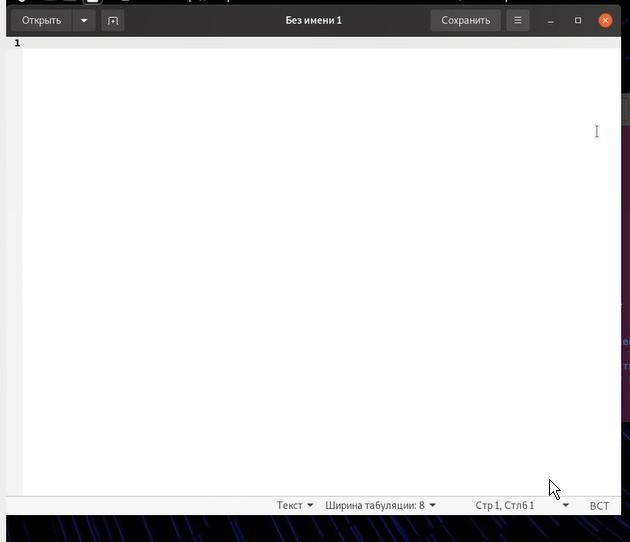 Открыть
Без имени 1
Сохранить
1
Текст
Ширина табуляции: 8
Стр 1, Стлб 1
ВСТ